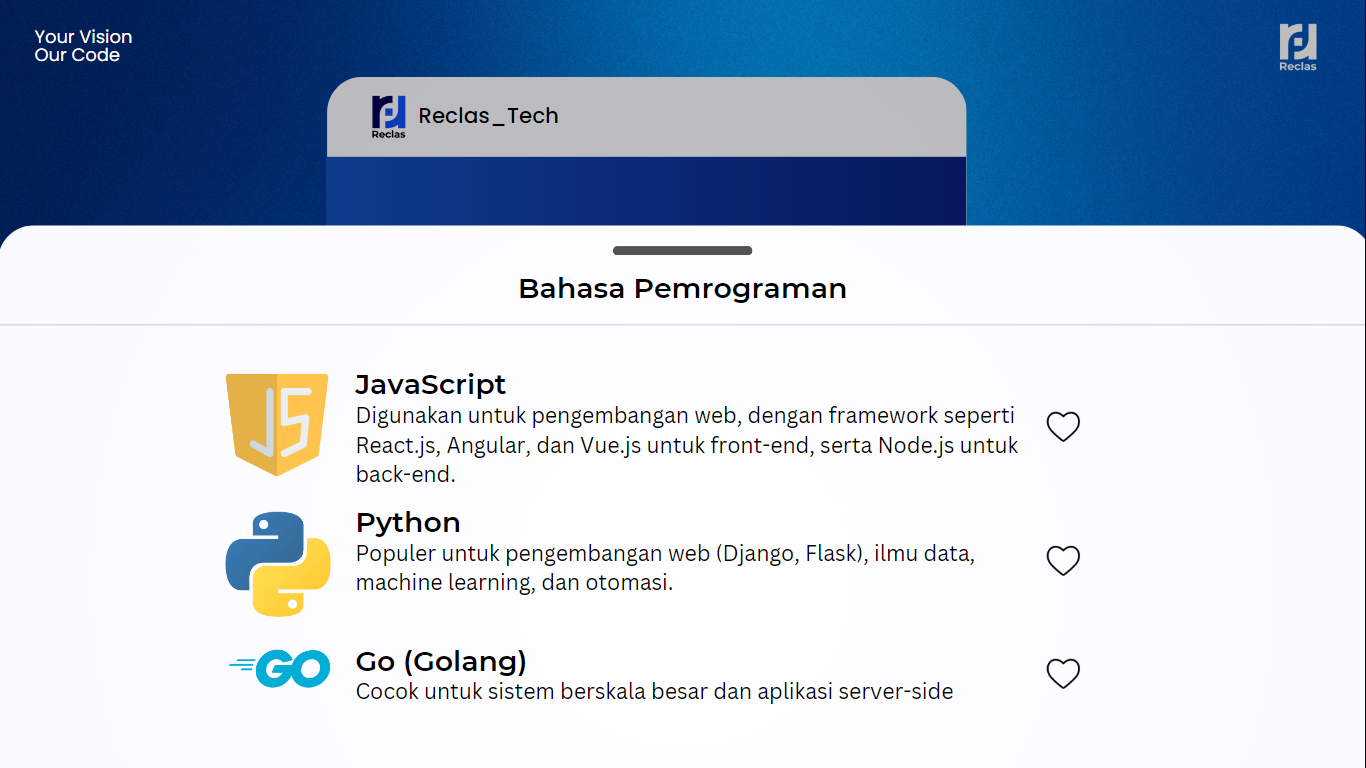 Your Vision
Our Code
Reclas
Reclas
Reclas_Tech
Bahasa Pemrograman
JS
JavaScript
Digunakan untuk pengembangan web, dengan framework seperti
React.js, Angular, dan Vue.js untuk front-end, serta Node.js untuk
back-end.
Python
Populer untuk pengembangan web (Django, Flask), ilmu data,
machine learning, dan otomasi.
GO
Go (Golang)
Cocok untuk sistem berskala besar dan aplikasi server-side